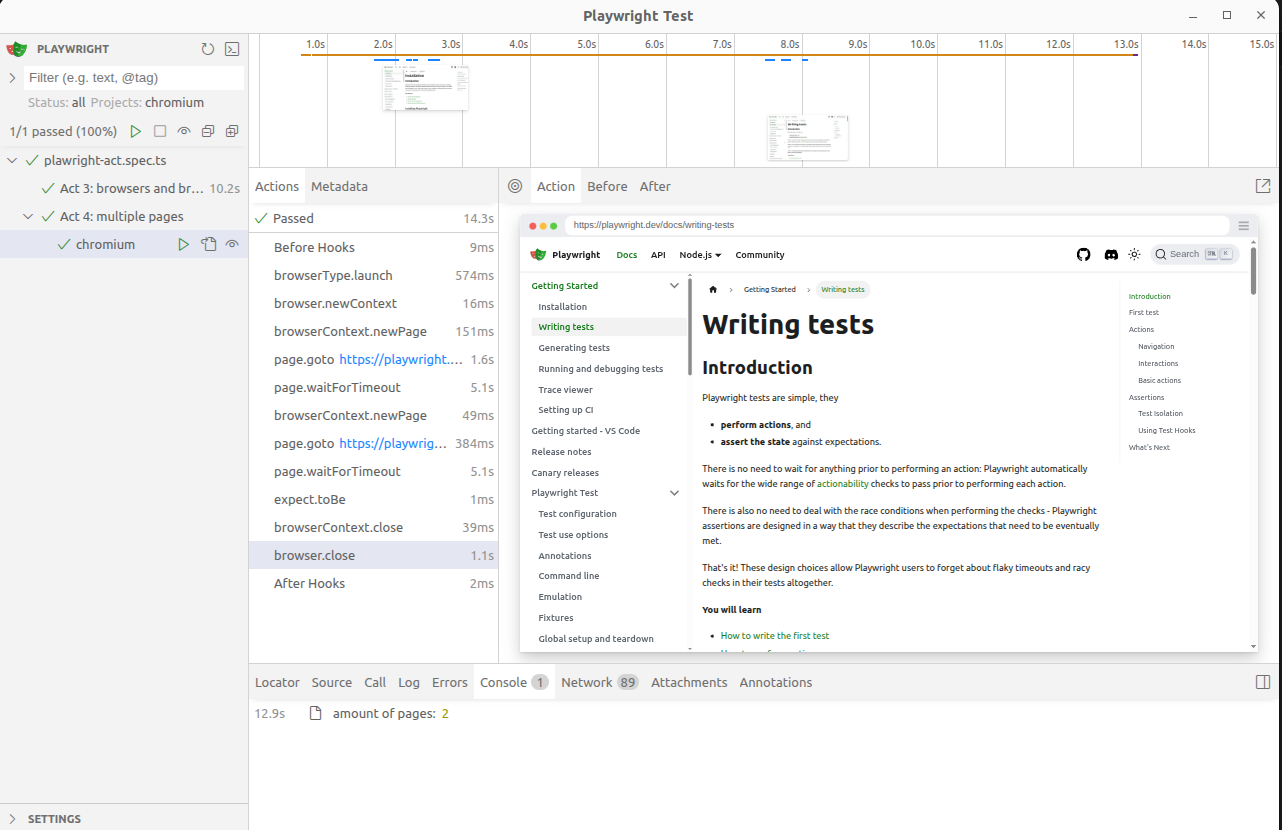 Playwright Test
PLAYWRIGHT
Filter (e.g. text, @tag)
Status: all Projects: chromium
1/1 passed (100%)
plawright-act.spec.ts
Act 3: browsers and br... 10.2s
Act 4: multiple pages
chromium
SETTINGS
1.0s 2.0s 3.0s 4.0s 5.0s 6.0s 7.0s 8.0s 9.0s 10.0s 11.0s 12.0s 13.0s 14.0s 15.0s
Installation
Writing tests
Actions Metadata
Passed 14.3s
Before Hooks 9ms
browserType.launch 574ms
browser.newContext 16ms
browserContext.newPage 151ms
page.goto https://playwright.... 1.6s
page.waitForTimeout 5.1s
browserContext.newPage 49ms
page.goto https://playwrig... 384ms
page.waitForTimeout 5.1s
expect.toBe 1ms
browserContext.close 39ms
browser.close 1.1s
After Hooks 2ms
Action Before After
https://playwright.dev/docs/writing-tests
Playwright Docs API Node.js Community Search K
Getting Started
Installation
Writing tests
Generating tests
Running and debugging tests
Trace viewer
Setting up CI
Getting started - VS Code
Release notes
Canary releases
Playwright Test
Test configuration
Test use options
Annotations
Command line
Emulation
Fixtures
Global setup and teardown
Getting Started Writing tests
Writing tests
Introduction
Playwright tests are simple, they
• perform actions, and
• assert the state against expectations.
There is no need to wait for anything prior to performing an action: Playwright automatically
waits for the wide range of actionability checks to pass prior to performing each action.
There is also no need to deal with the race conditions when performing the checks - Playwright
assertions are designed in a way that they describe the expectations that need to be eventually
met.
That's it! These design choices allow Playwright users to forget about flaky timeouts and racy
checks in their tests altogether.
You will learn
• How to write the first test
Introduction
First test
Actions
Navigation
Interactions
Basic actions
Assertions
Test Isolation
Using Test Hooks
What's Next
Locator Source Call Log Errors Console 1 Network 89 Attachments Annotations
12.9s amount of pages: 2